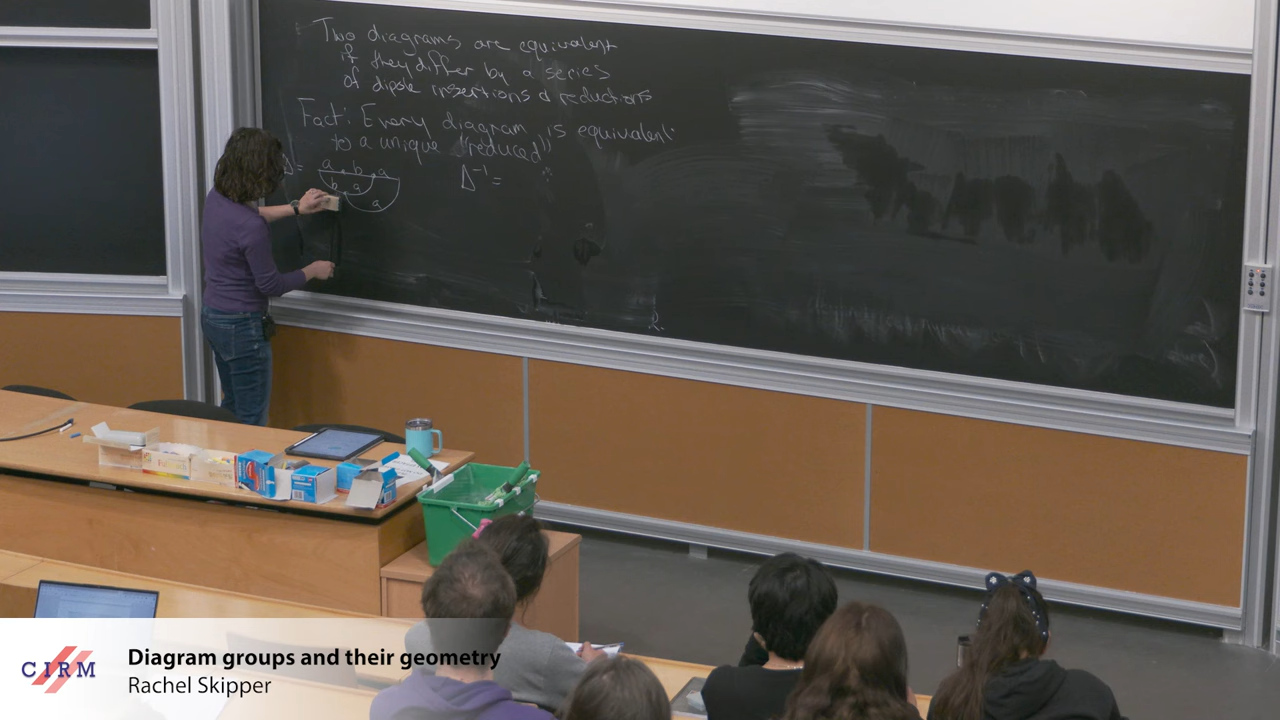 Two diagrams are equivalent
if they differ by a series
of dipole insertions & reductions
Fact: Every diagram is equivalent
to a unique "reduced"
Δ = a b a
b a
a
Δ⁻¹ =
CIRM
Diagram groups and their geometry
Rachel Skipper